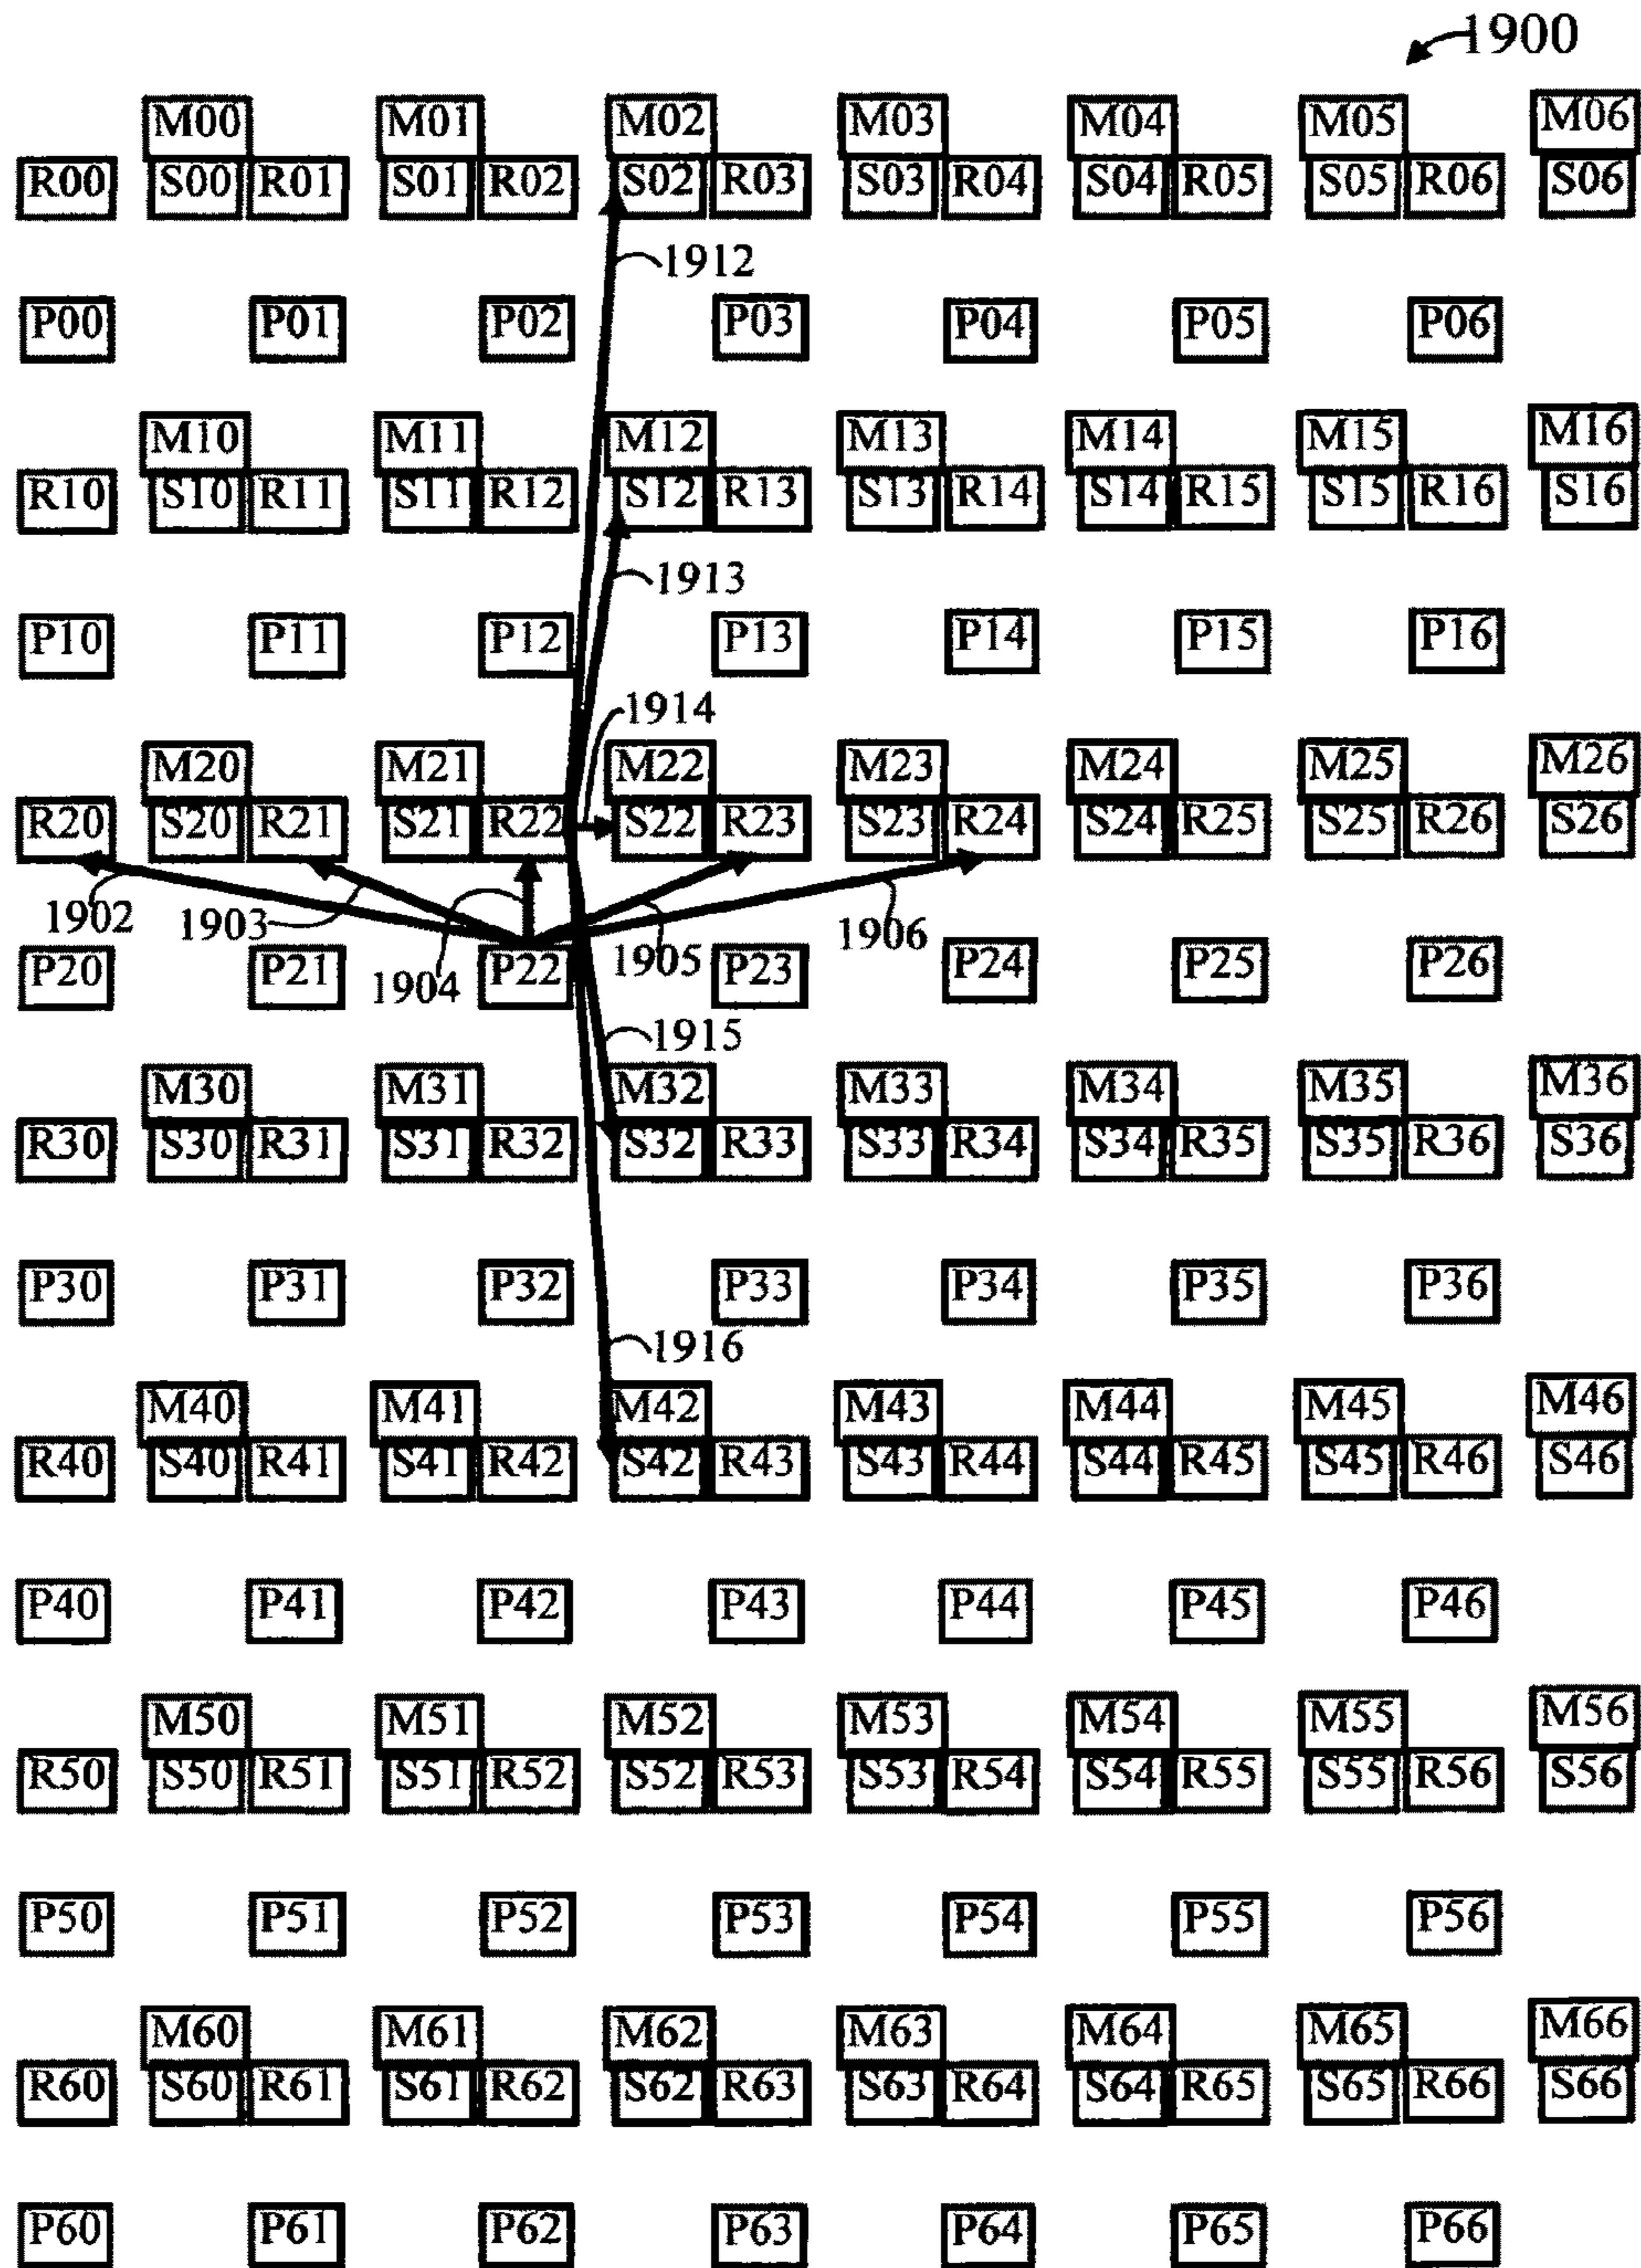 1900
M00 M01 M02 M03 M04 M05 M06
R00 S00 R01 S01 R02 S02 R03 S03 R04 S04 R05 S05 R06 S06
1912
P00 P01 P02 P03 P04 P05 P06
M10 M11 M12 M13 M14 M15 M16
R10 S10 R11 S11 R12 S12 R13 S13 R14 S14 R15 S15 R16 S16
1913
P10 P11 P12 P13 P14 P15 P16
1914
M20 M21 M22 M23 M24 M25 M26
R20 S20 R21 S21 R22 S22 R23 S23 R24 S24 R25 S25 R26 S26
1902 1903 1904 1905 1906
P20 P21 P22 P23 P24 P25 P26
1915
M30 M31 M32 M33 M34 M35 M36
R30 S30 R31 S31 R32 S32 R33 S33 R34 S34 R35 S35 R36 S36
P30 P31 P32 P33 P34 P35 P36
1916
M40 M41 M42 M43 M44 M45 M46
R40 S40 R41 S41 R42 S42 R43 S43 R44 S44 R45 S45 R46 S46
P40 P41 P42 P43 P44 P45 P46
M50 M51 M52 M53 M54 M55 M56
R50 S50 R51 S51 R52 S52 R53 S53 R54 S54 R55 S55 R56 S56
P50 P51 P52 P53 P54 P55 P56
M60 M61 M62 M63 M64 M65 M66
R60 S60 R61 S61 R62 S62 R63 S63 R64 S64 R65 S65 R66 S66
P60 P61 P62 P63 P64 P65 P66